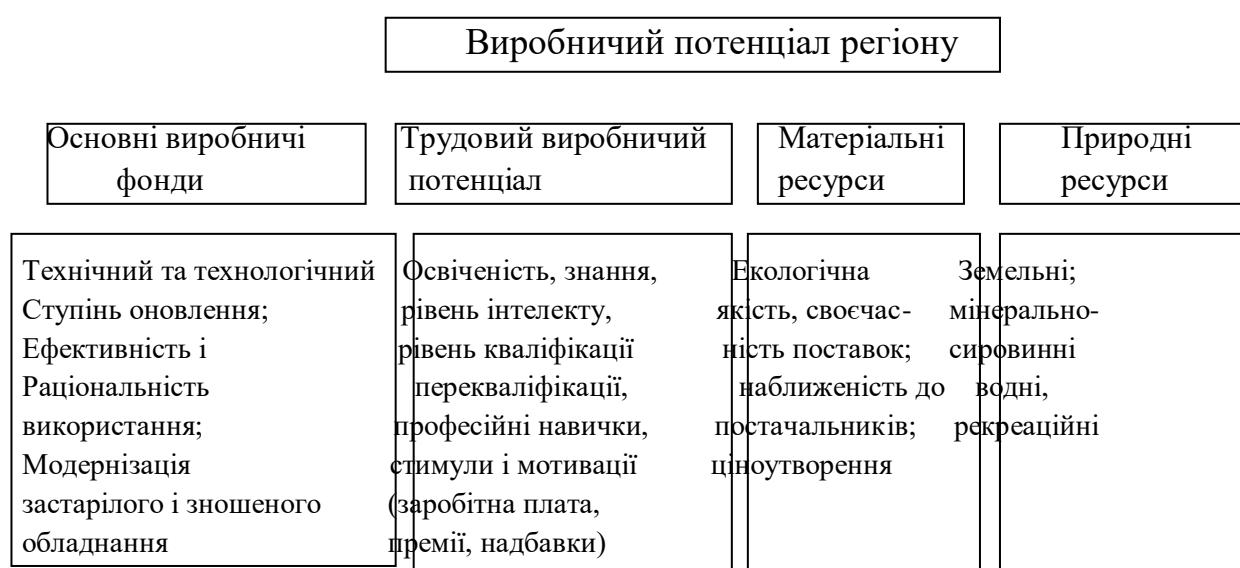 Виробничий потенціал регіону
Основні виробничі
фонди
Трудовий виробничий
потенціал
Матеріальні
ресурси
Природні
ресурси
Технічний та технологічний
Ступінь оновлення;
Ефективність і
Раціональність
використання;
Модернізація
застарілого і зношеного
обладнання
Освіченість, знання,
рівень інтелекту,
рівень кваліфікації
перекваліфікації,
професійні навички,
стимули і мотивації
(заробітна плата,
премії, надбавки)
Екологічна
якість, своєчас-
ність поставок;
наближеність до
постачальників;
ціноутворення
Земельні;
мінерально-
сировинні
водні,
рекреаційні